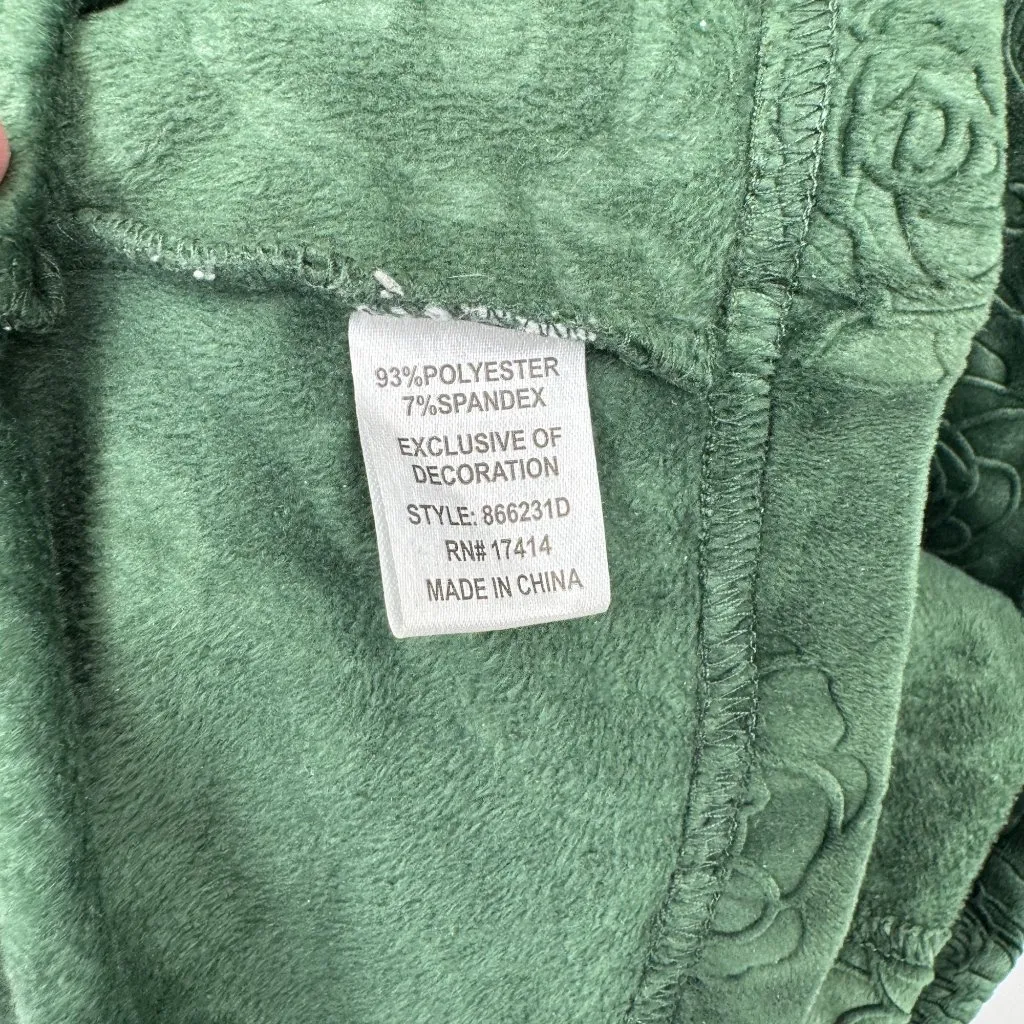 93%POLYESTER
7%SPANDEX
EXCLUSIVE OF
DECORATION
STYLE: 866231D
RN# 17414
MADE IN CHINA